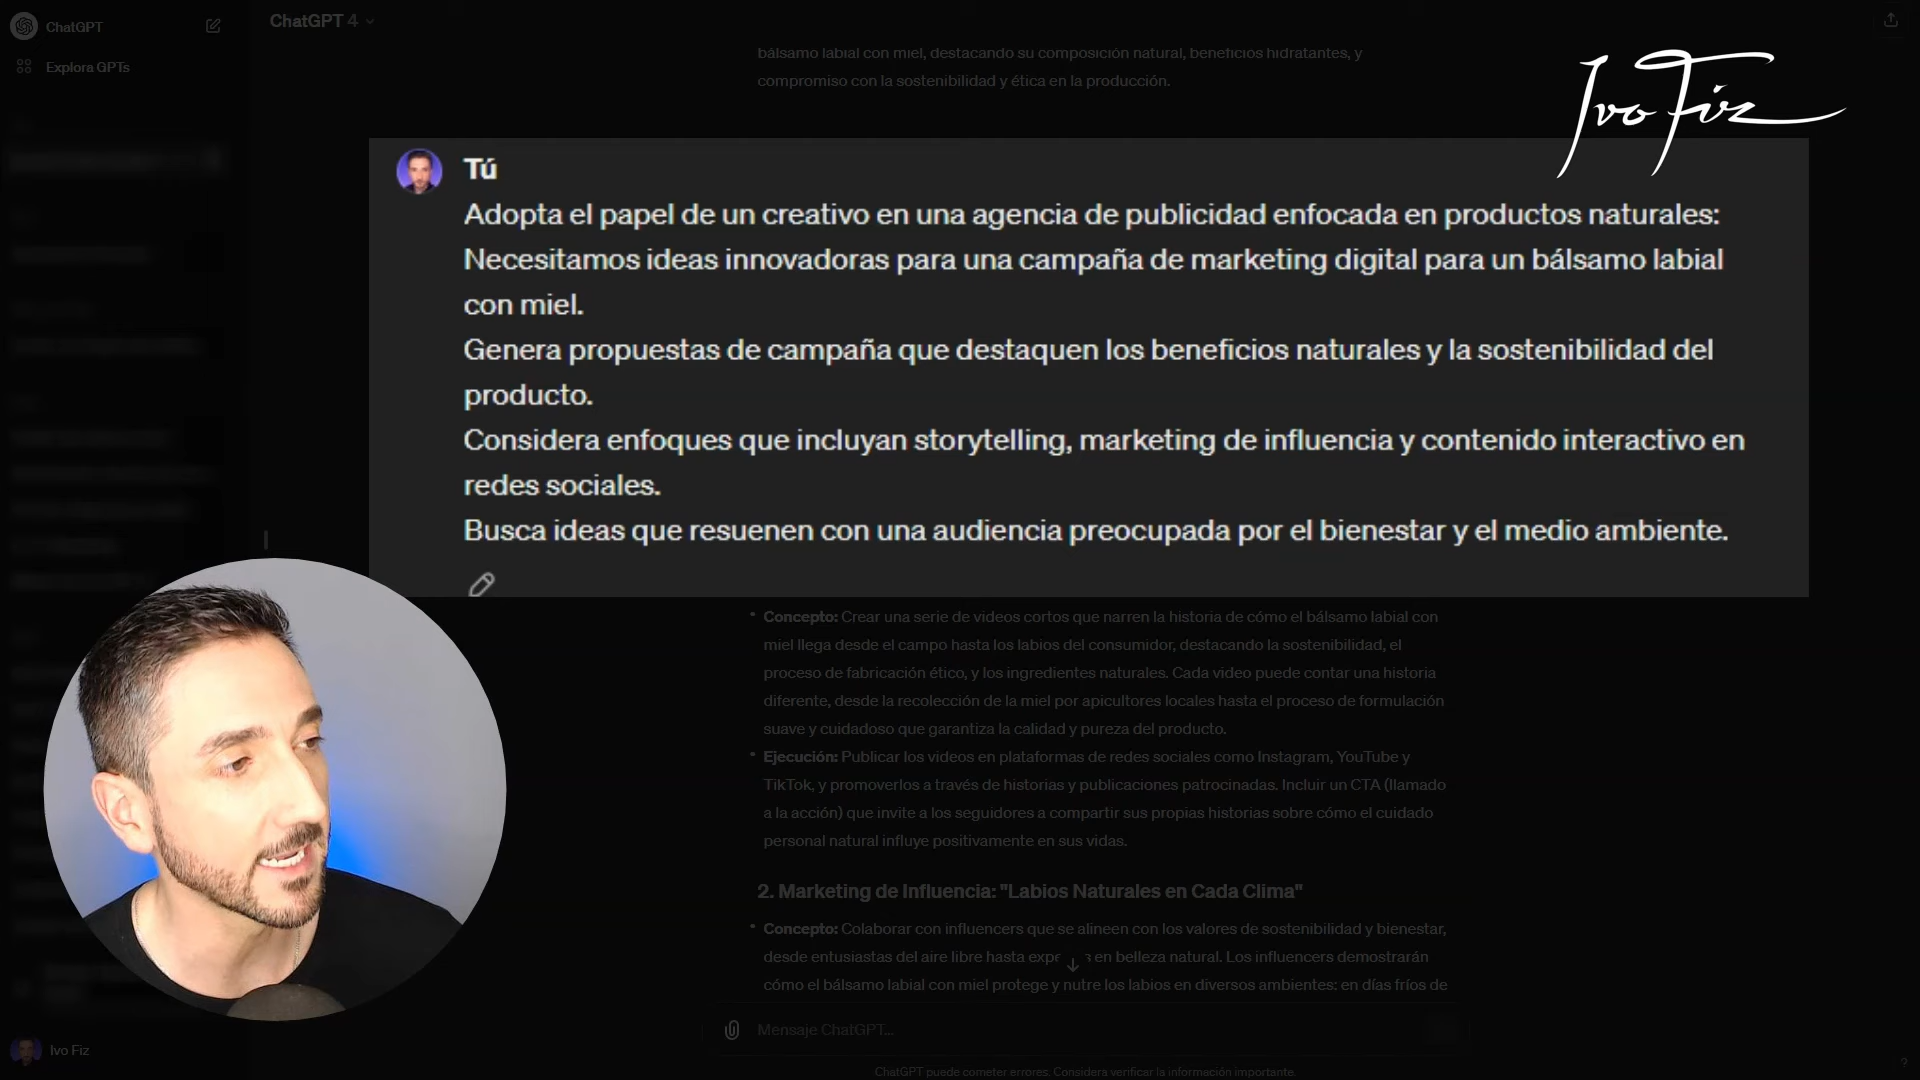 ChatGPT
ChatGPT 4
Explora GPTs
bálsamo labial con miel, destacando su composición natural, beneficios hidratantes, y
compromiso con la sostenibilidad y ética en la producción.
Ivo Fiz
Tú
Adopta el papel de un creativo en una agencia de publicidad enfocada en productos naturales:
Necesitamos ideas innovadoras para una campaña de marketing digital para un bálsamo labial
con miel.
Genera propuestas de campaña que destaquen los beneficios naturales y la sostenibilidad del
producto.
Considera enfoques que incluyan storytelling, marketing de influencia y contenido interactivo en
redes sociales.
Busca ideas que resuenen con una audiencia preocupada por el bienestar y el medio ambiente.
• Concepto: Crear una serie de videos cortos que narren la historia de cómo el bálsamo labial con
miel llega desde el campo hasta los labios del consumidor, destacando la sostenibilidad, el
proceso de fabricación ético, y los ingredientes naturales. Cada video puede contar una historia
diferente, desde la recolección de la miel por apicultores locales hasta el proceso de formulación
suave y cuidadoso que garantiza la calidad y pureza del producto.
• Ejecución: Publicar los videos en plataformas de redes sociales como Instagram, YouTube y
TikTok, y promoverlos a través de historias y publicaciones patrocinadas. Incluir un CTA (llamado
a la acción) que invite a los seguidores a compartir sus propias historias sobre cómo el cuidado
personal natural influye positivamente en sus vidas.
2. Marketing de Influencia: "Labios Naturales en Cada Clima"
• Concepto: Colaborar con influencers que se alineen con los valores de sostenibilidad y bienestar,
desde entusiastas del aire libre hasta en belleza natural. Los influencers demostrarán
cómo el bálsamo labial con miel protege y nutre los labios en diversos ambientes: en días fríos de
Mensaje ChatGPT...
Ivo Fiz
ChatGPT puede cometer errores. Considera verificar la información importante.
?